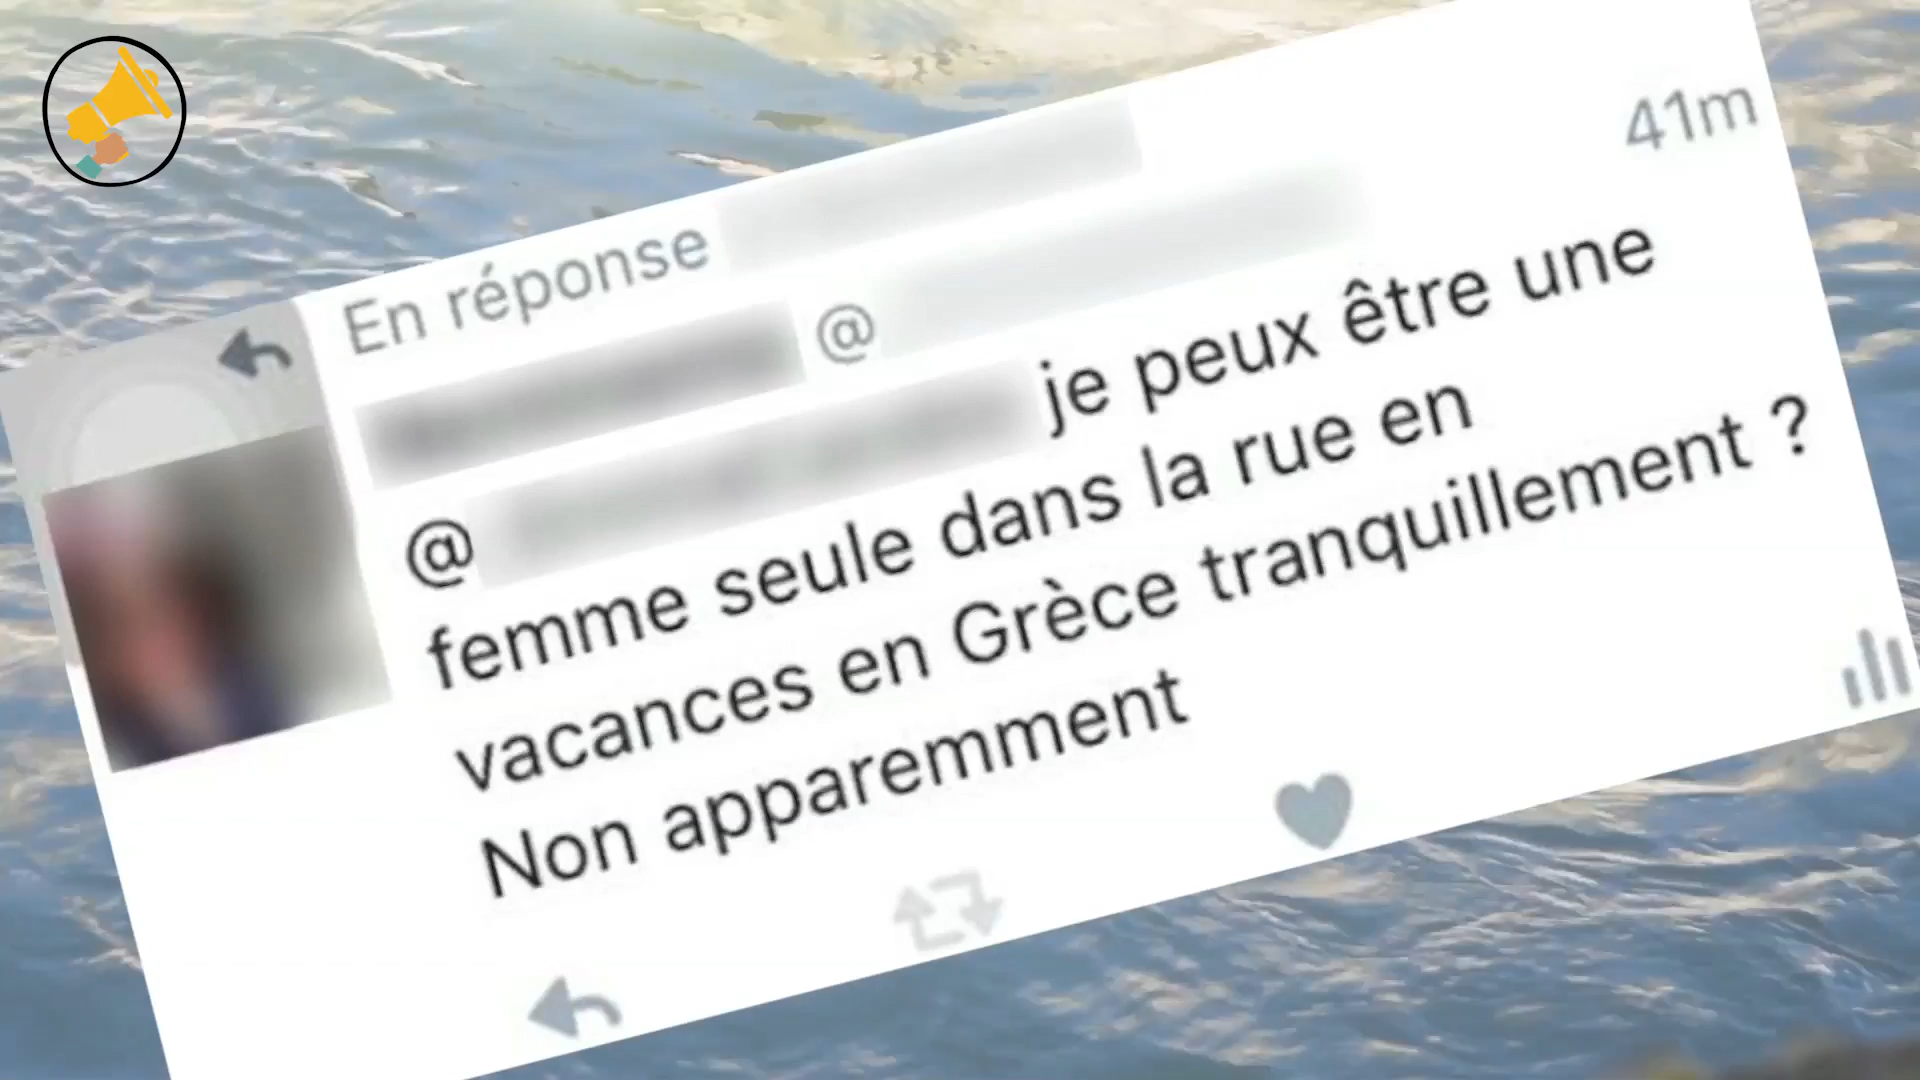 41m
En réponse
@
@ je peux être une
femme seule dans la rue en
vacances en Grèce tranquillement ?
Non apparemment